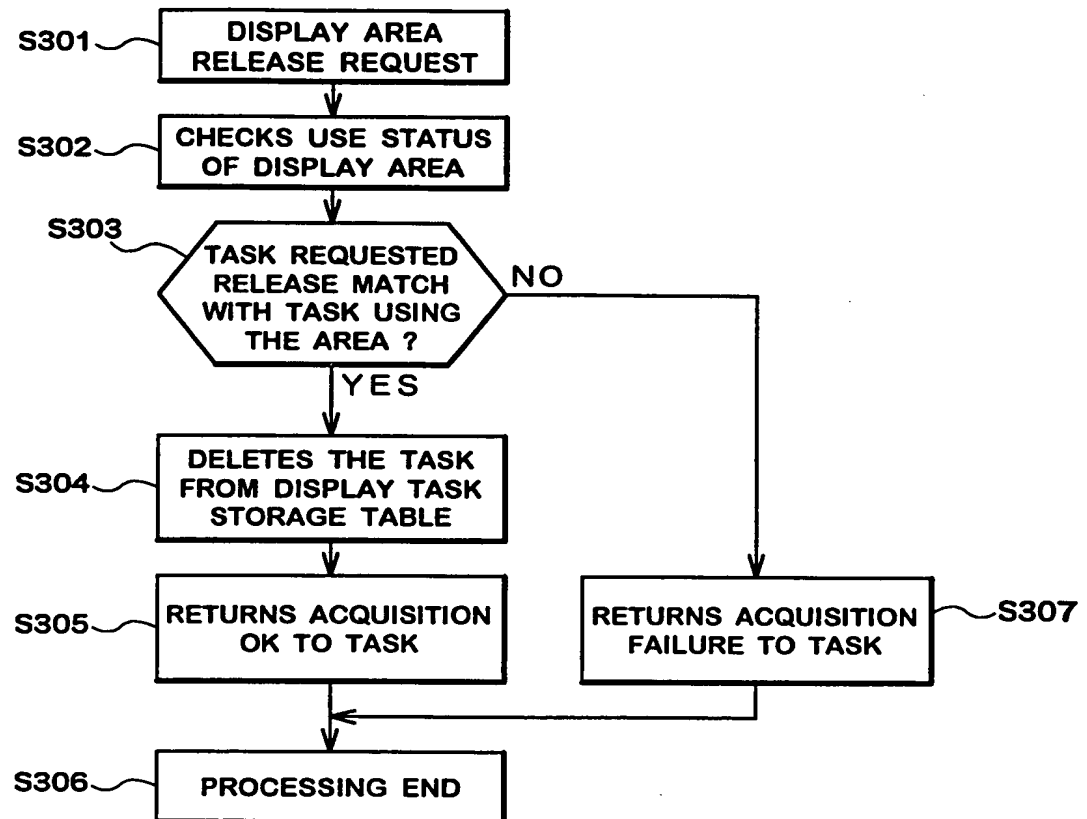 S301
DISPLAY AREA
RELEASE REQUEST
S302
CHECKS USE STATUS
OF DISPLAY AREA
S303
TASK REQUESTED
RELEASE MATCH
WITH TASK USING
THE AREA ?
NO
YES
S304
DELETES THE TASK
FROM DISPLAY TASK
STORAGE TABLE
S305
RETURNS ACQUISITION
OK TO TASK
RETURNS ACQUISITION
FAILURE TO TASK
S307
S306
PROCESSING END